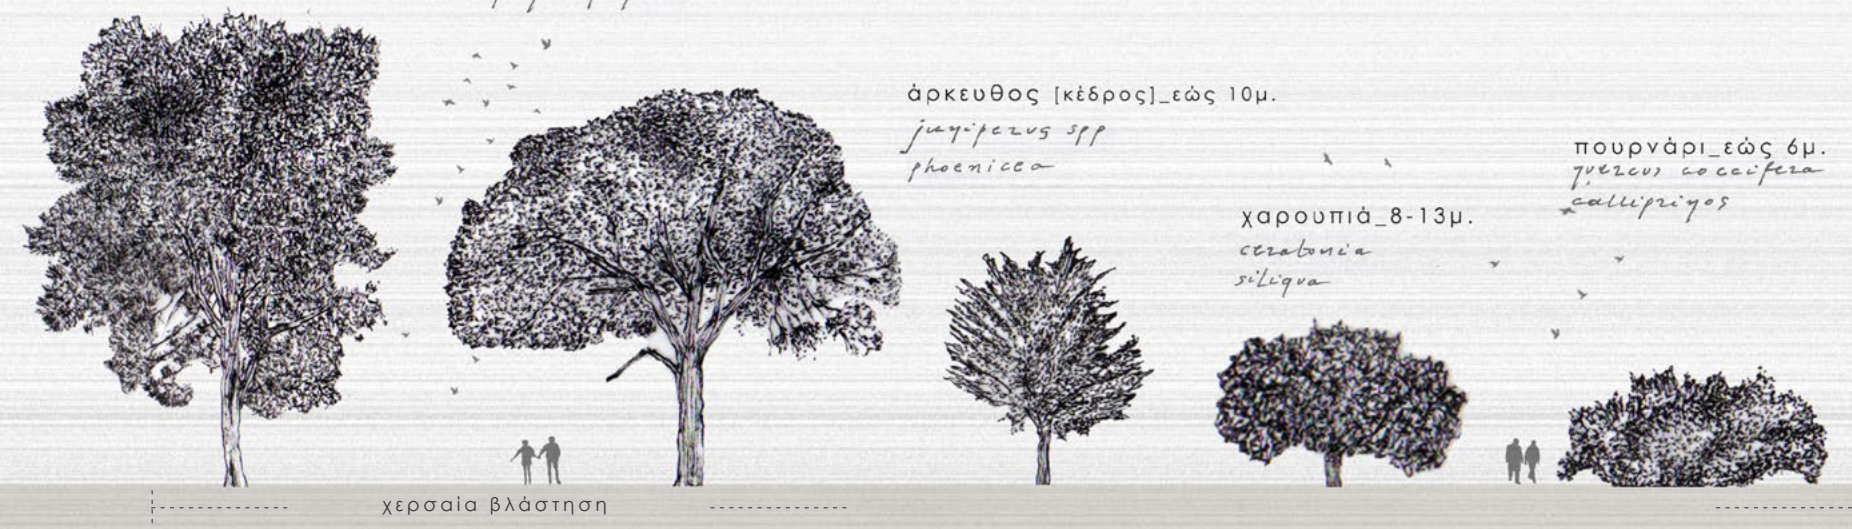 άρκευθος [κέδρος]_εώς 10μ.
juniperus spp
phoenicea
πουρνάρι_εώς 6μ.
quercus coccifera
calliprinos
χαρουπιά_8-13μ.
ceratonia
siliqua
χερσαία βλάστηση